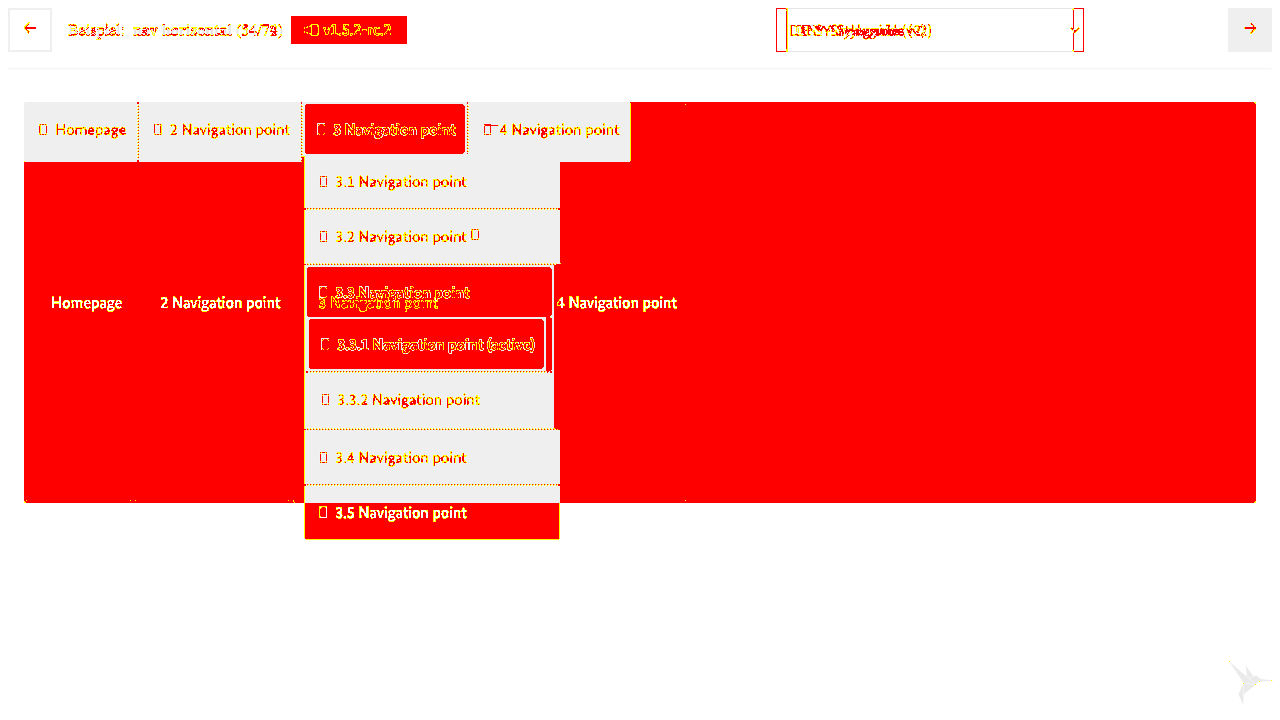 Beispiel: nav horizontal (34/74) v1.5.2-rc.2
Homepage 2 Navigation point 3 Navigation point 4 Navigation point
3.1 Navigation point
3.2 Navigation point
3.3 Navigation point
Homepage 2 Navigation point 3 Navigation point 4 Navigation point
3.3.1 Navigation point (active)
3.3.2 Navigation point
3.4 Navigation point
3.5 Navigation point